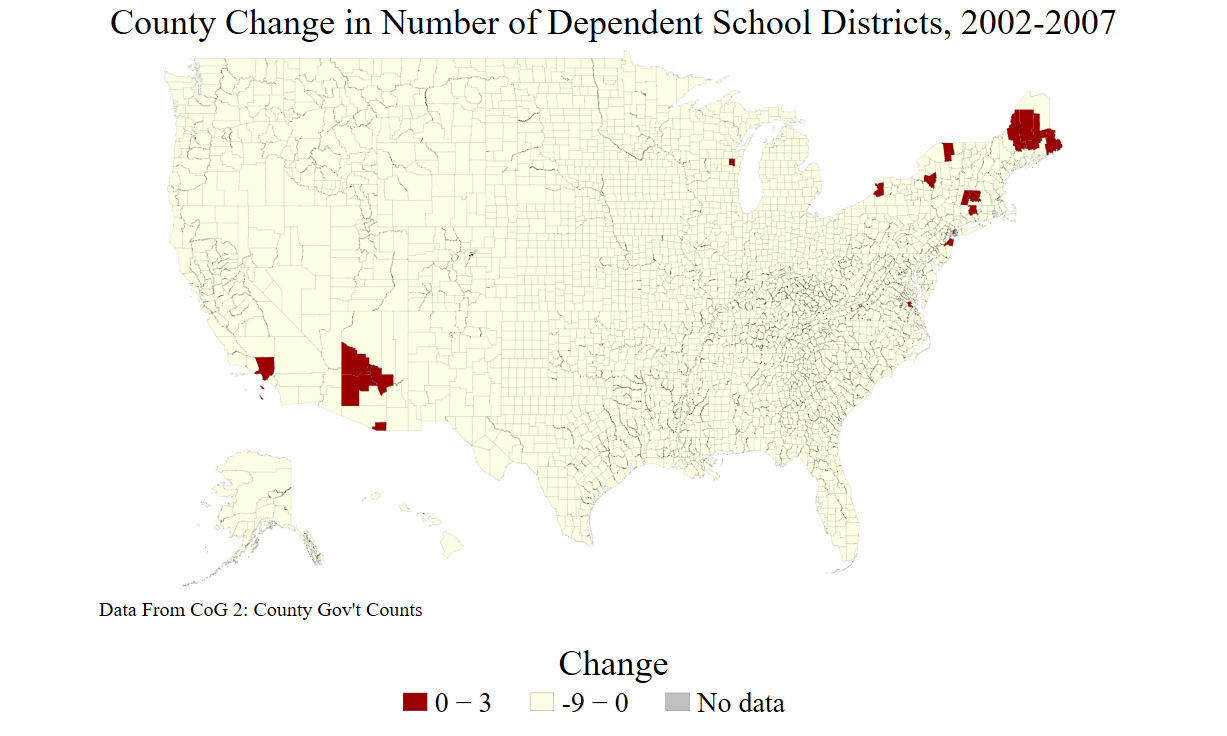 County Change in Number of Dependent School Districts, 2002-2007
Data From CoG 2: County Gov't Counts
Change
0 − 3 -9 − 0 No data